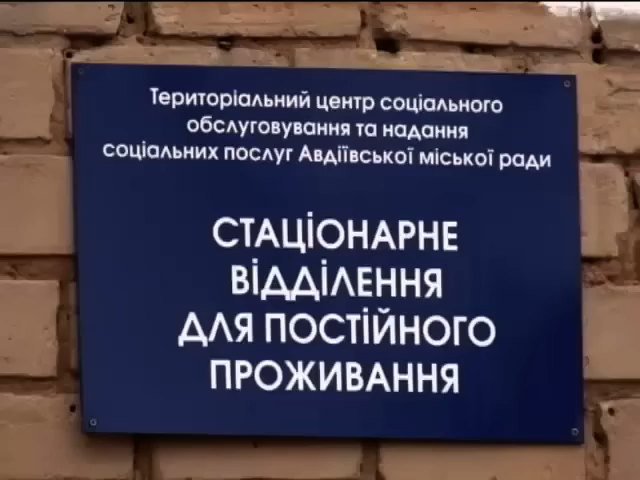 Територіальний центр соціального
обслуговування та надання
соціальних послуг Авдіївської міської ради
СТАЦІОНАРНЕ
ВІДДІЛЕННЯ
ДЛЯ ПОСТІЙНОГО
ПРОЖИВАННЯ